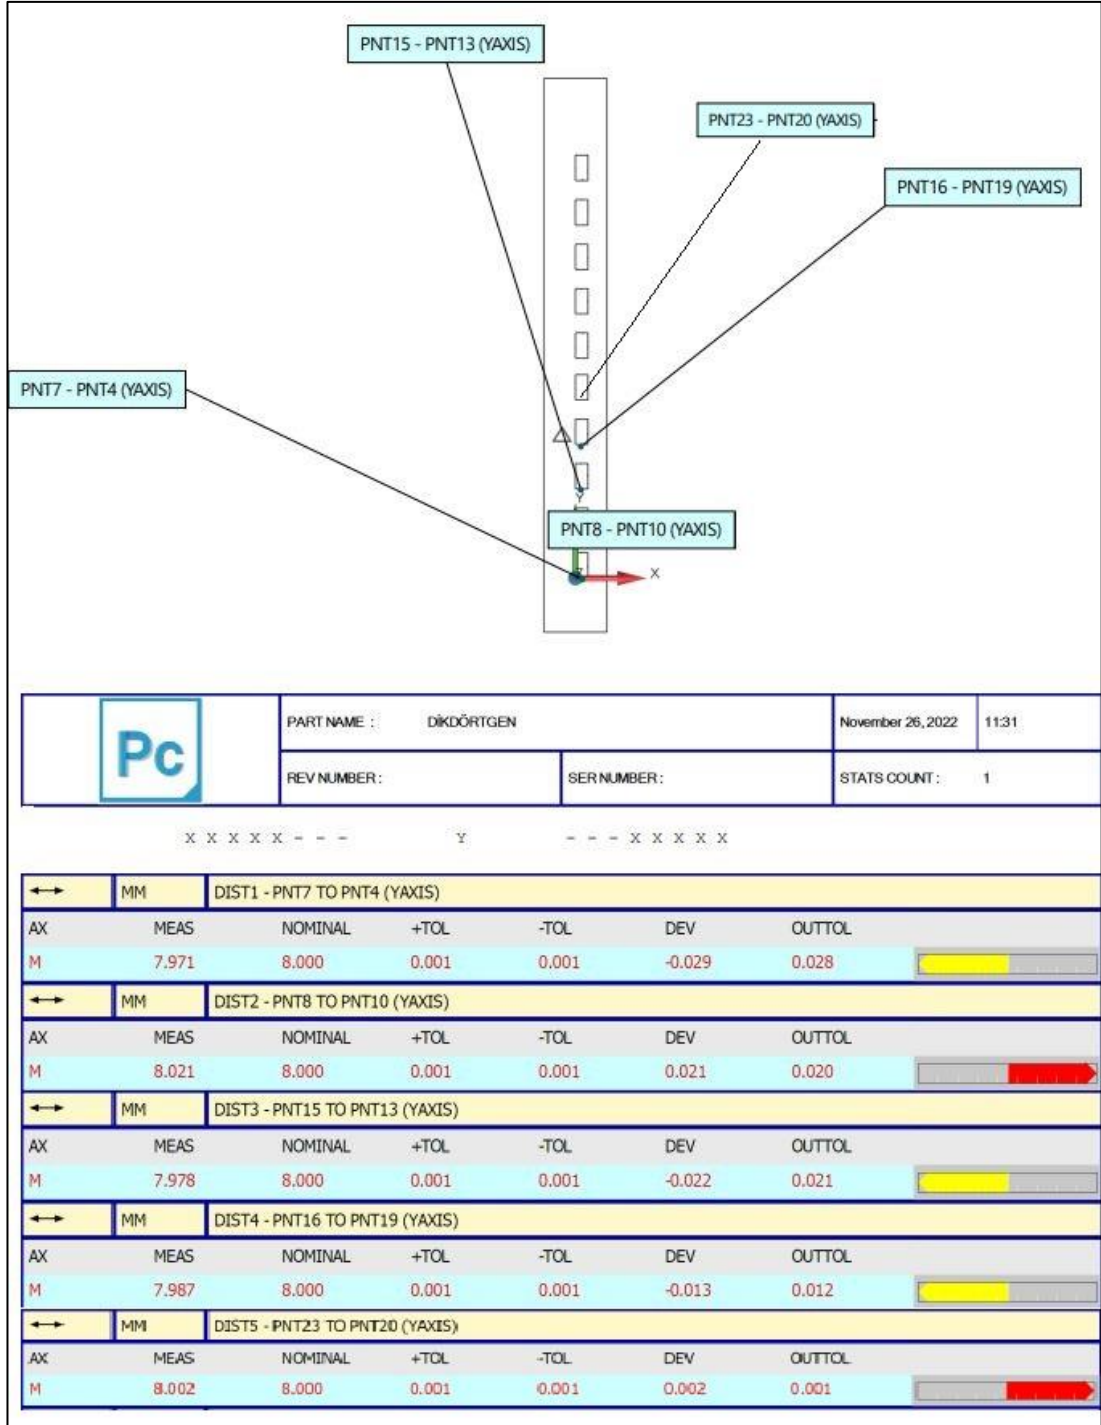 PNT15 - PNT13 (YAXIS)
PNT23 - PNT20 (YAXIS)
PNT16 - PNT19 (YAXIS)
PNT7 - PNT4 (YAXIS)
Y
PNT8 - PNT10 (YAXIS)
Z X
Pc
PART NAME : DİKDÖRTGEN November 26, 2022 11:31
REV NUMBER : SER NUMBER : STATS COUNT : 1
X X X X X - - - Y - - - X X X X X
MM DIST1 - PNT7 TO PNT4 (YAXIS)
AX MEAS NOMINAL +TOL -TOL DEV OUTTOL
M 7.971 8.000 0.001 0.001 -0.029 0.028
MM DIST2 - PNT8 TO PNT10 (YAXIS)
AX MEAS NOMINAL +TOL -TOL DEV OUTTOL
M 8.021 8.000 0.001 0.001 0.021 0.020
MM DIST3 - PNT15 TO PNT13 (YAXIS)
AX MEAS NOMINAL +TOL -TOL DEV OUTTOL
M 7.978 8.000 0.001 0.001 -0.022 0.021
MM DIST4 - PNT16 TO PNT19 (YAXIS)
AX MEAS NOMINAL +TOL -TOL DEV OUTTOL
M 7.987 8.000 0.001 0.001 -0.013 0.012
MM DIST5 - PNT23 TO PNT20 (YAXIS)
AX MEAS NOMINAL +TOL -TOL DEV OUTTOL
M 8.002 8.000 0.001 0.001 0.002 0.001